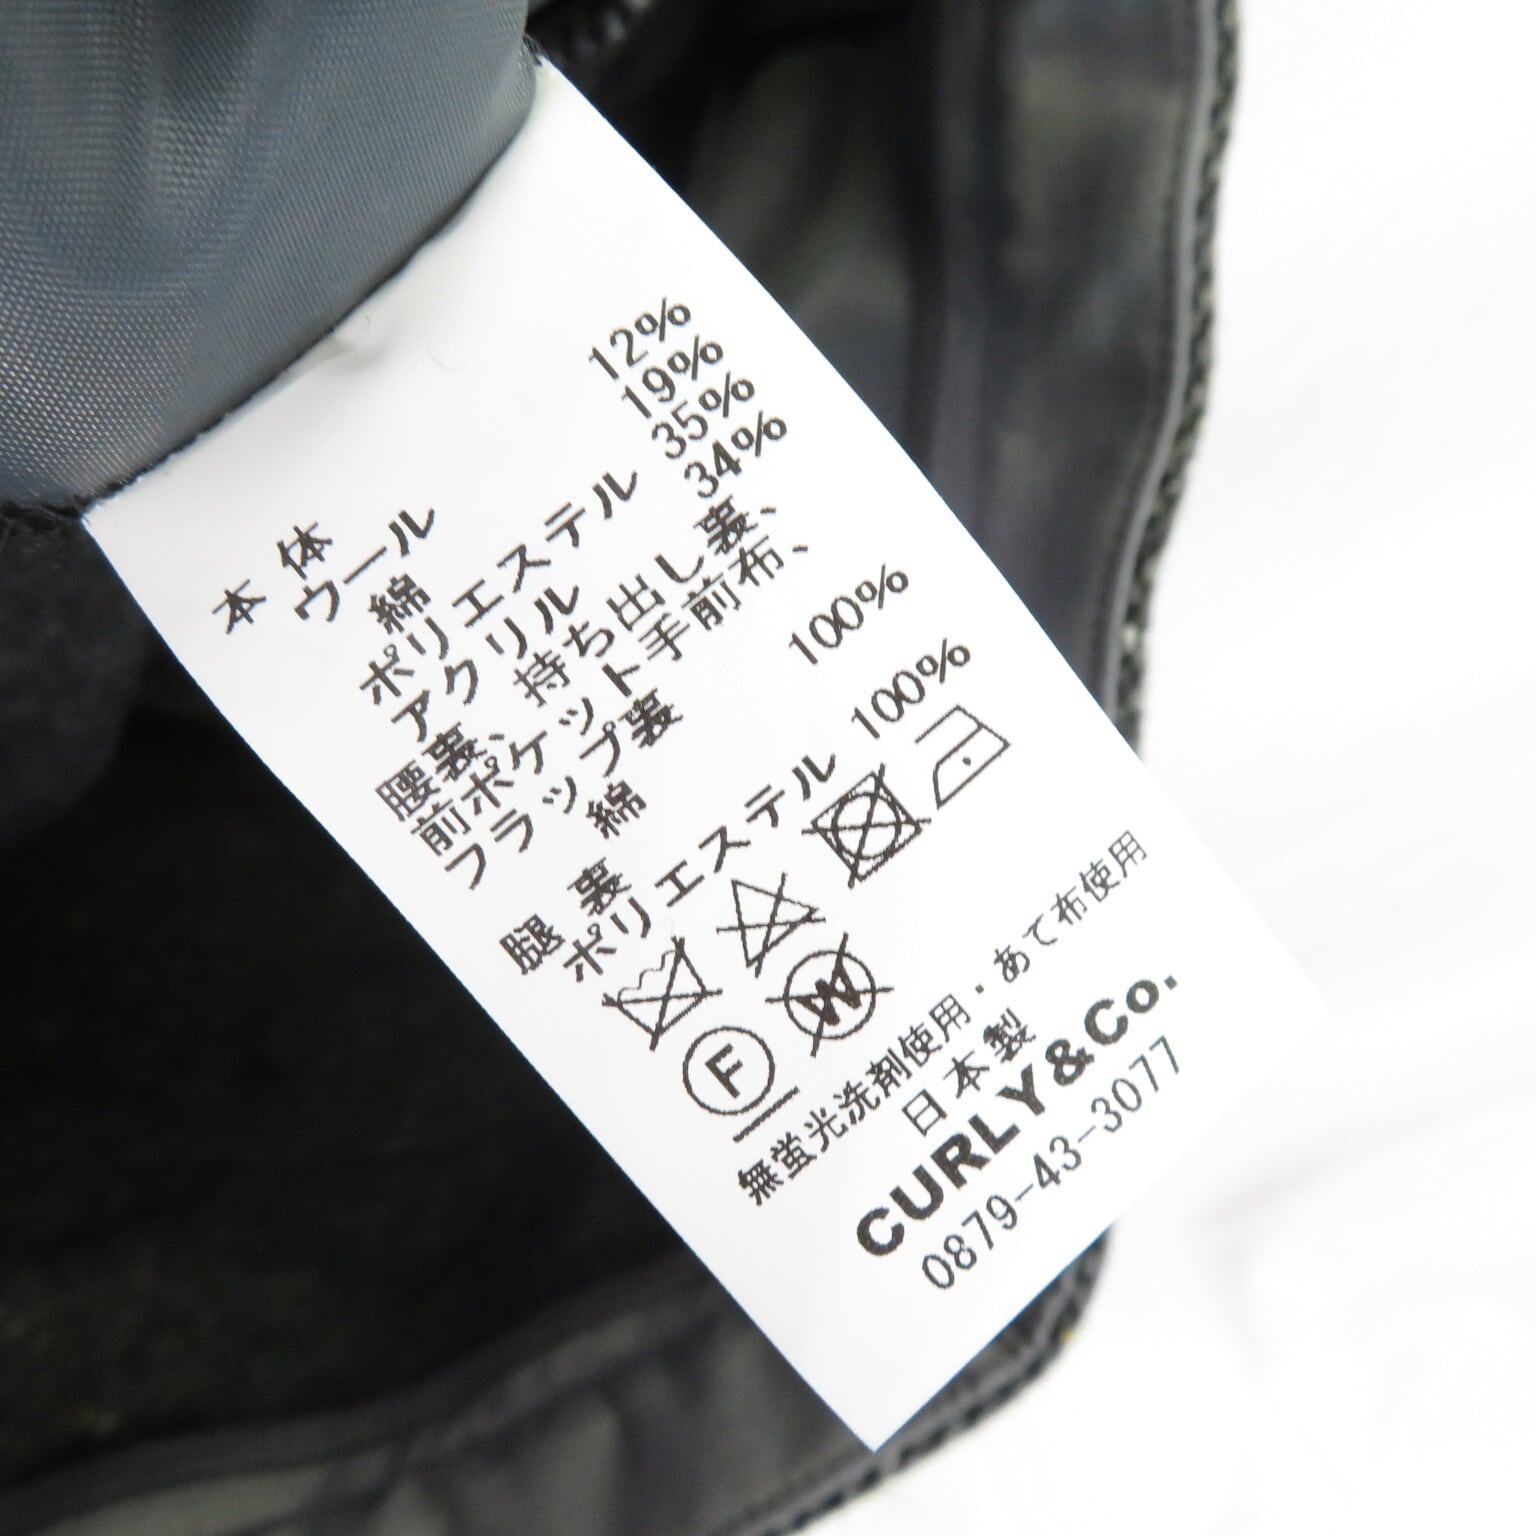 本 体
ウール 12%
綿 19%
ポリエステル 35%
アクリル 34%
腰裏、持ち出し裏、
前ポケット手前布、
フラップ裏
綿 100%
腿 裏
ポリエステル 100%
W
F
無蛍光洗剤使用・あて布使用
日本製
CURLY&Co.
0879-43-3077